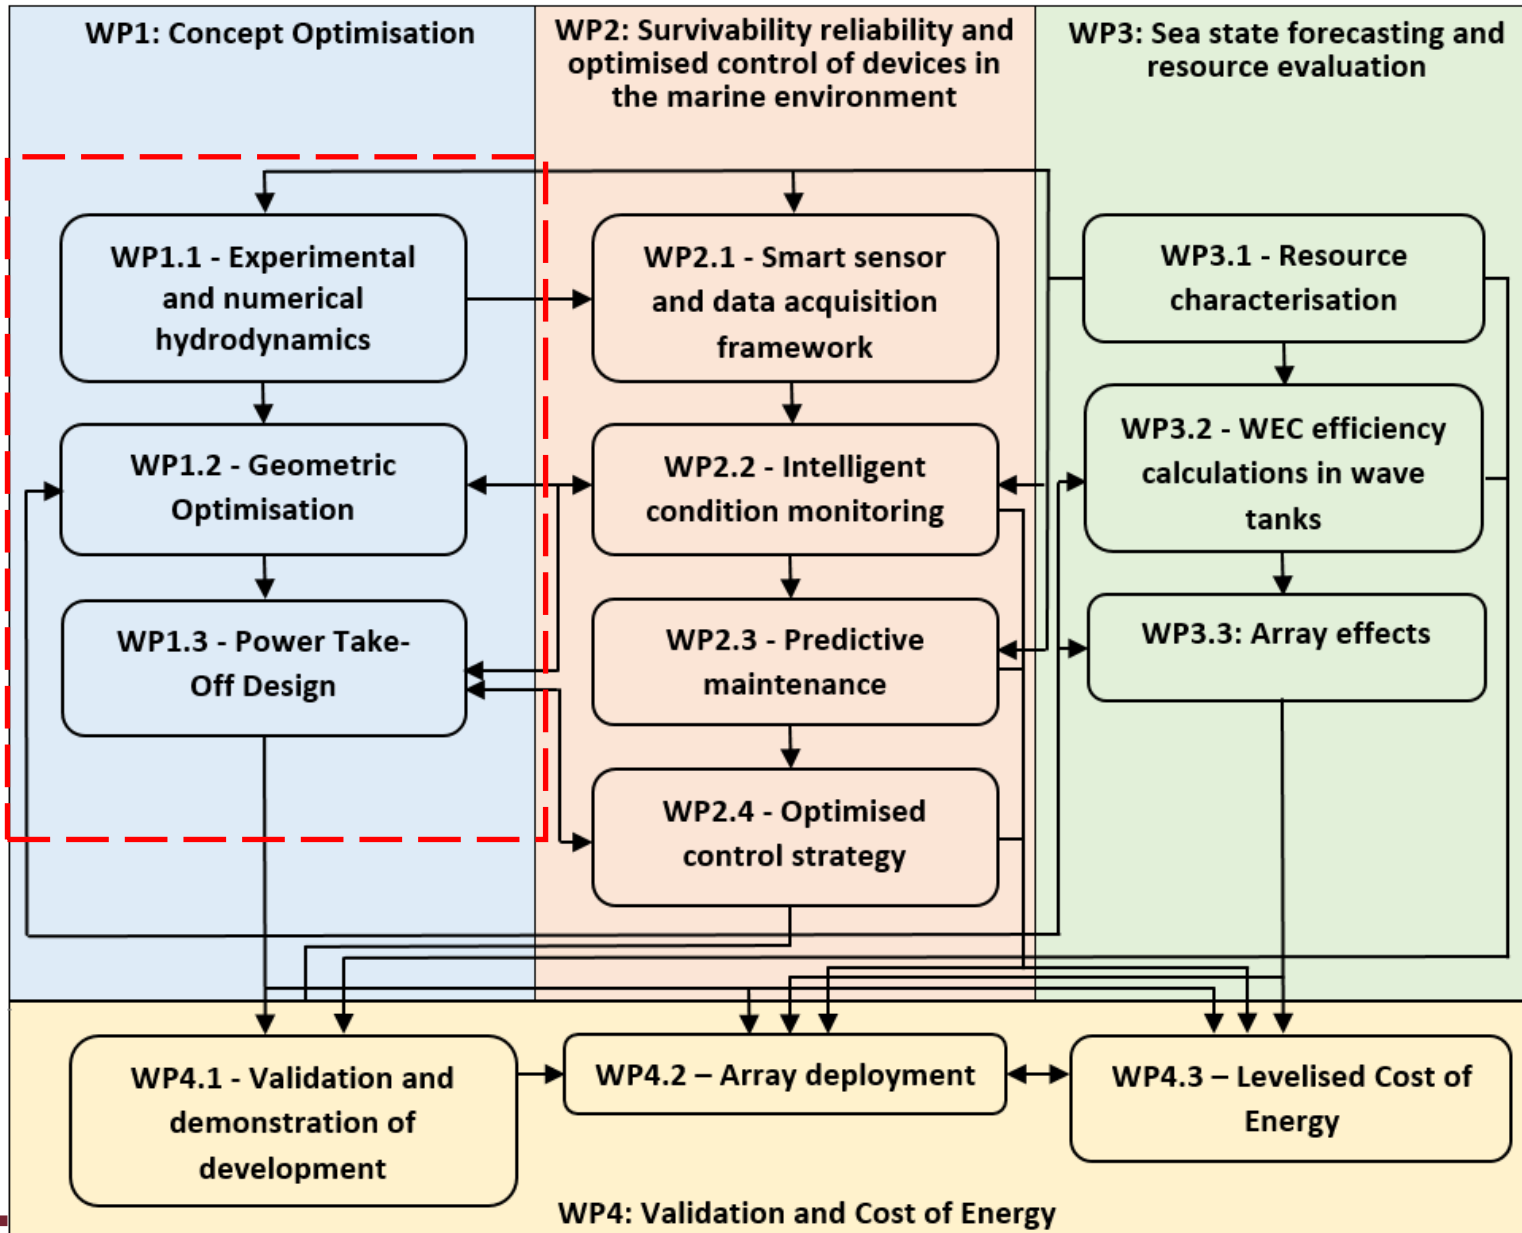 WP1: Concept Optimisation
WP2: Survivability reliability and
optimised control of devices in
the marine environment
WP3: Sea state forecasting and
resource evaluation
WP1.1 - Experimental
and numerical
hydrodynamics
WP2.1 - Smart sensor
and data acquisition
framework
WP3.1 - Resource
characterisation
WP1.2 - Geometric
Optimisation
WP2.2 - Intelligent
condition monitoring
WP3.2 - WEC efficiency
calculations in wave
tanks
WP1.3 - Power Take-
Off Design
WP2.3 - Predictive
maintenance
WP3.3: Array effects
WP2.4 - Optimised
control strategy
WP4.1 - Validation and
demonstration of
development
WP4.2 – Array deployment
WP4.3 – Levelised Cost of
Energy
WP4: Validation and Cost of Energy